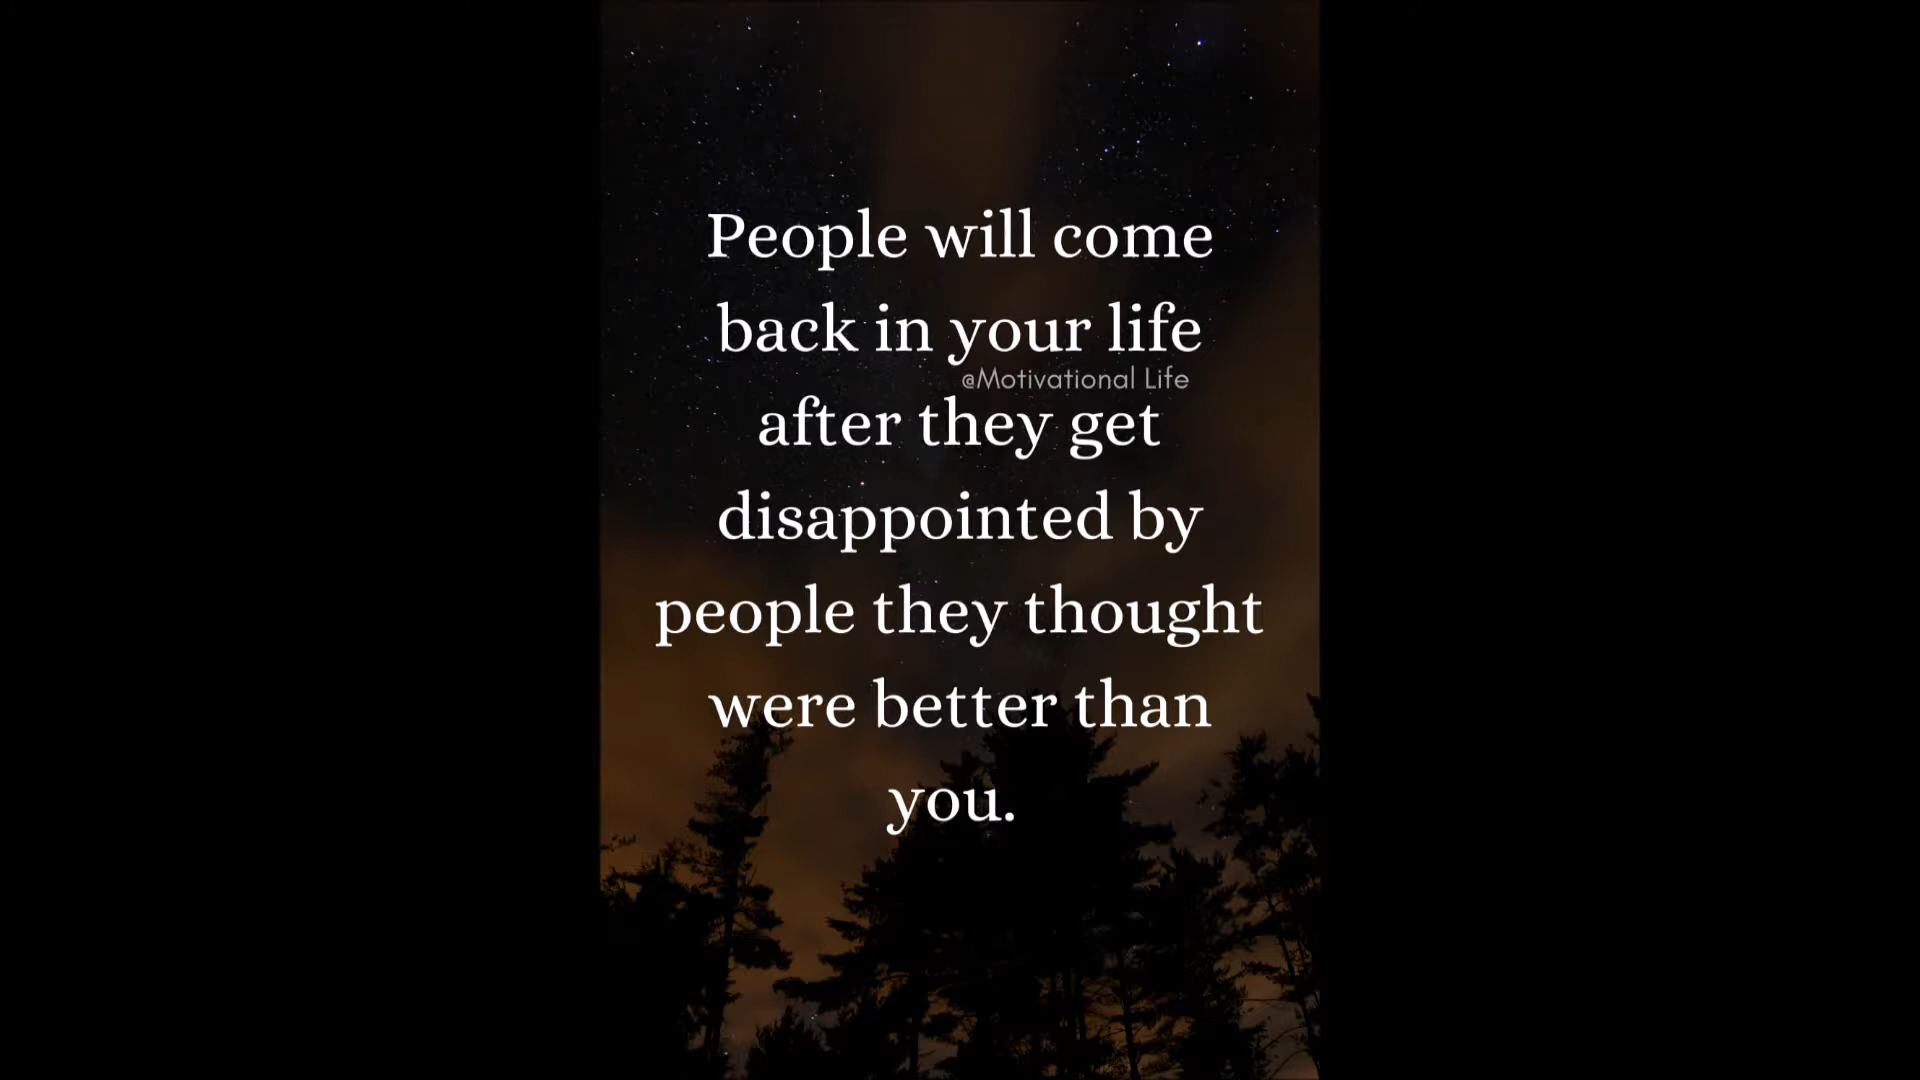 People will come
back in your life
@Motivational Life
after they get
disappointed by
people they thought
were better than
you.